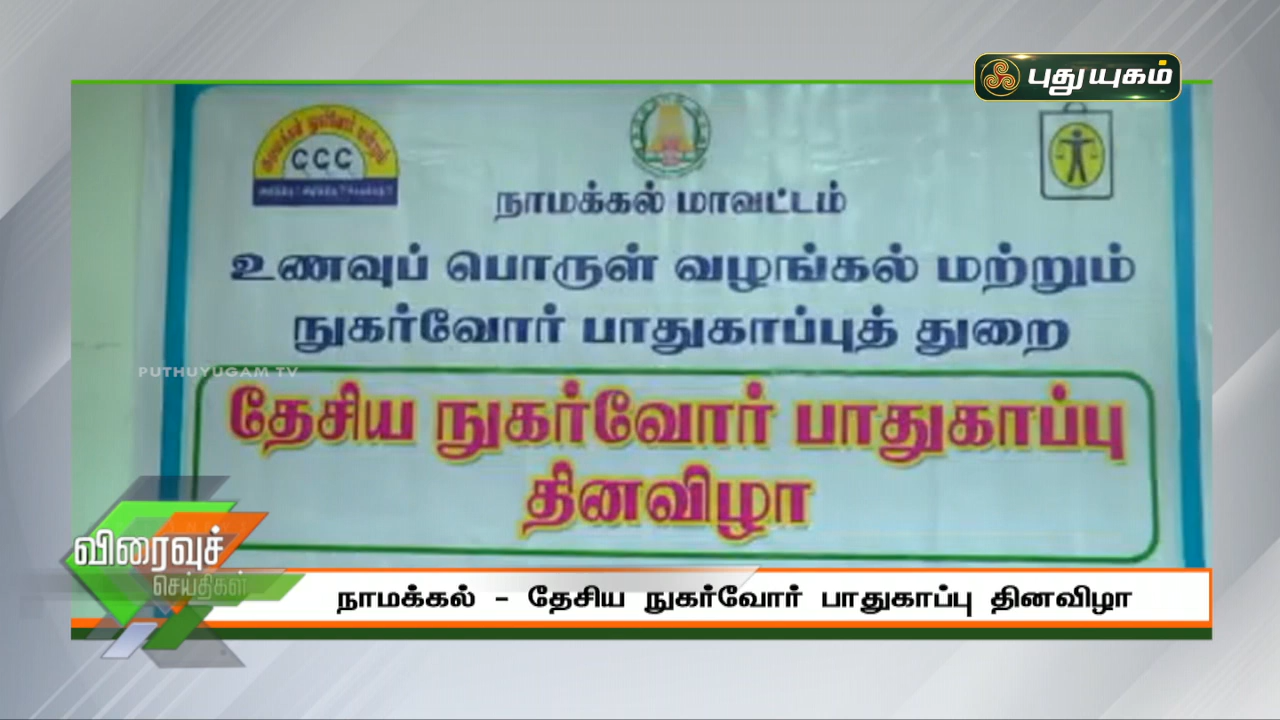 புதுயுகம்
CCC
நாமக்கல் மாவட்டம்
உணவுப் பொருள் வழங்கல் மற்றும்
நுகர்வோர் பாதுகாப்புத் துறை
PUTHUYUGAM TV
தேசிய நுகர்வோர் பாதுகாப்பு
தினவிழா
விரைவுச்
செய்திகள்
நாமக்கல் - தேசிய நுகர்வோர் பாதுகாப்பு தினவிழா